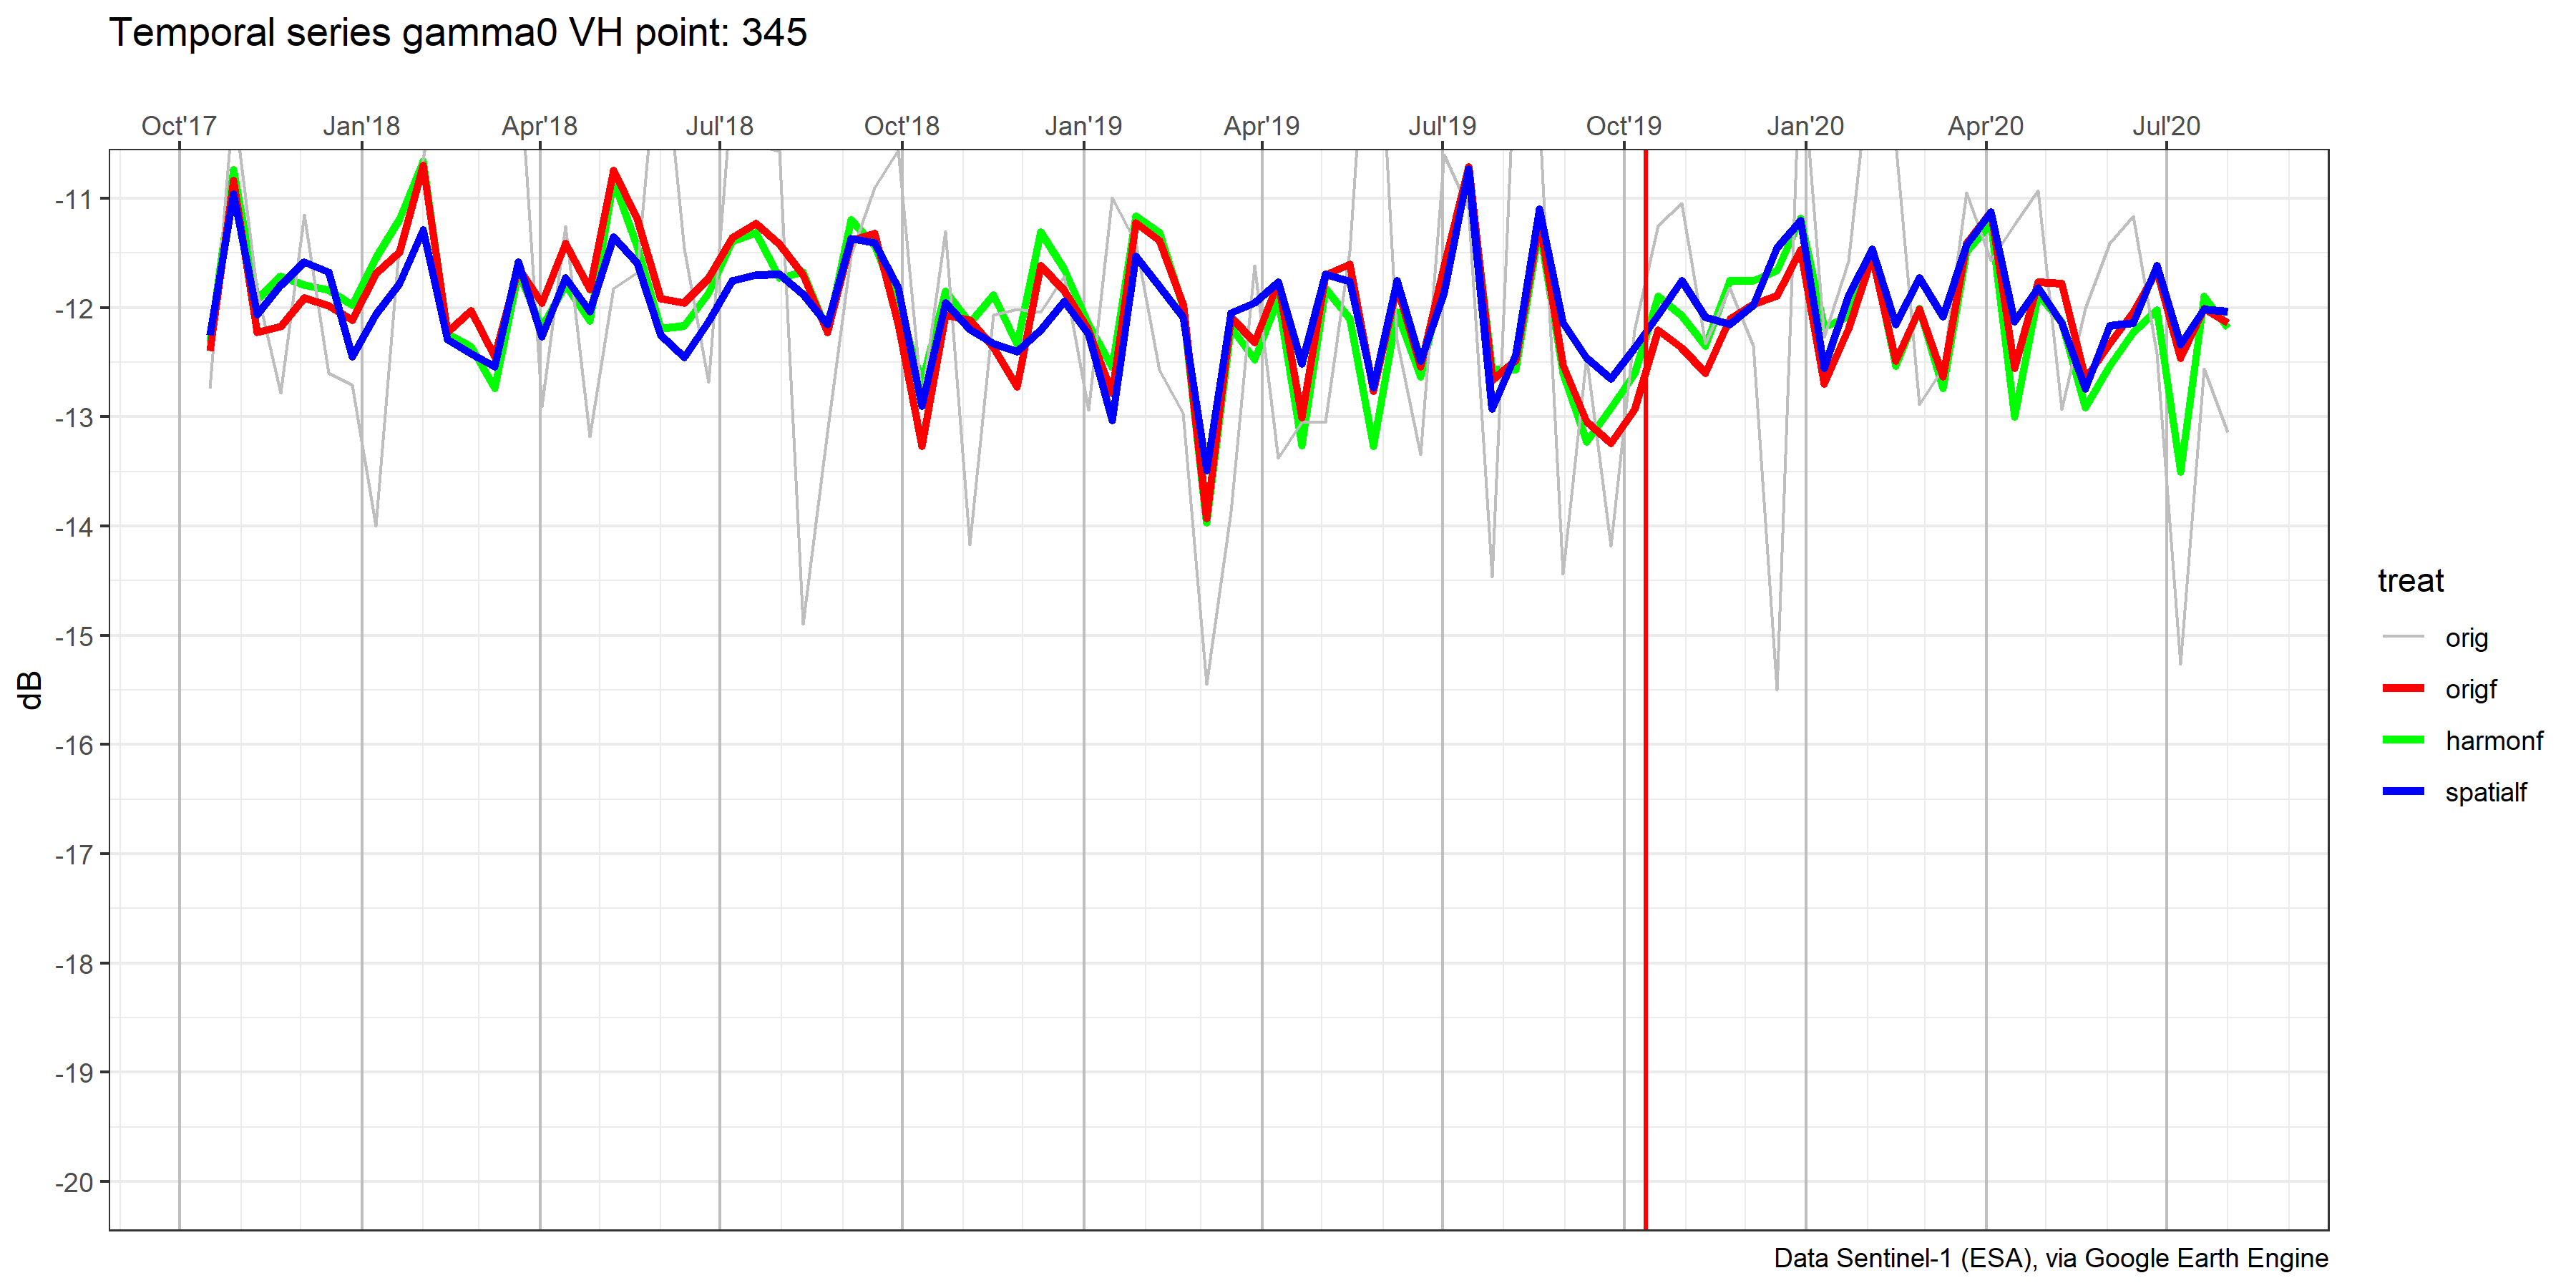 Temporal series gamma0 VH point: 345
Oct'17 Jan'18 Apr'18 Jul'18 Oct'18 Jan'19 Apr'19 Jul'19 Oct'19 Jan'20 Apr'20 Jul'20
-11
-12
-13
-14
-15
-16
-17
-18
-19
-20
dB
treat
orig
origf
harmonf
spatialf
Data Sentinel-1 (ESA), via Google Earth Engine